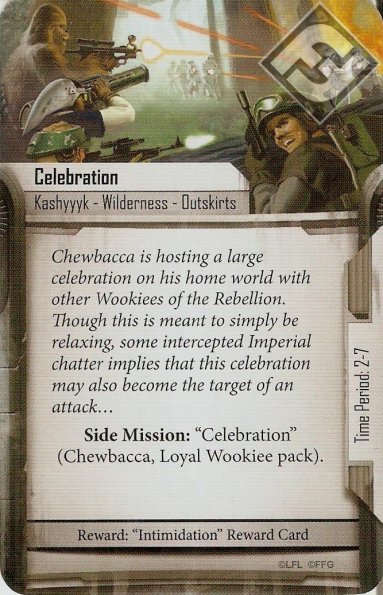 Celebration
Kashyyyk - Wilderness - Outskirts
Chewbacca is hosting a large
celebration on his home world with
other Wookiees of the Rebellion.
Though this is meant to simply be
relaxing, some intercepted Imperial
chatter implies that this celebration
may also become the target of an
attack…
Side Mission: “Celebration”
(Chewbacca, Loyal Wookiee pack).
Time Period: 2-7
Reward: “Intimidation” Reward Card
©LFL ©FFG